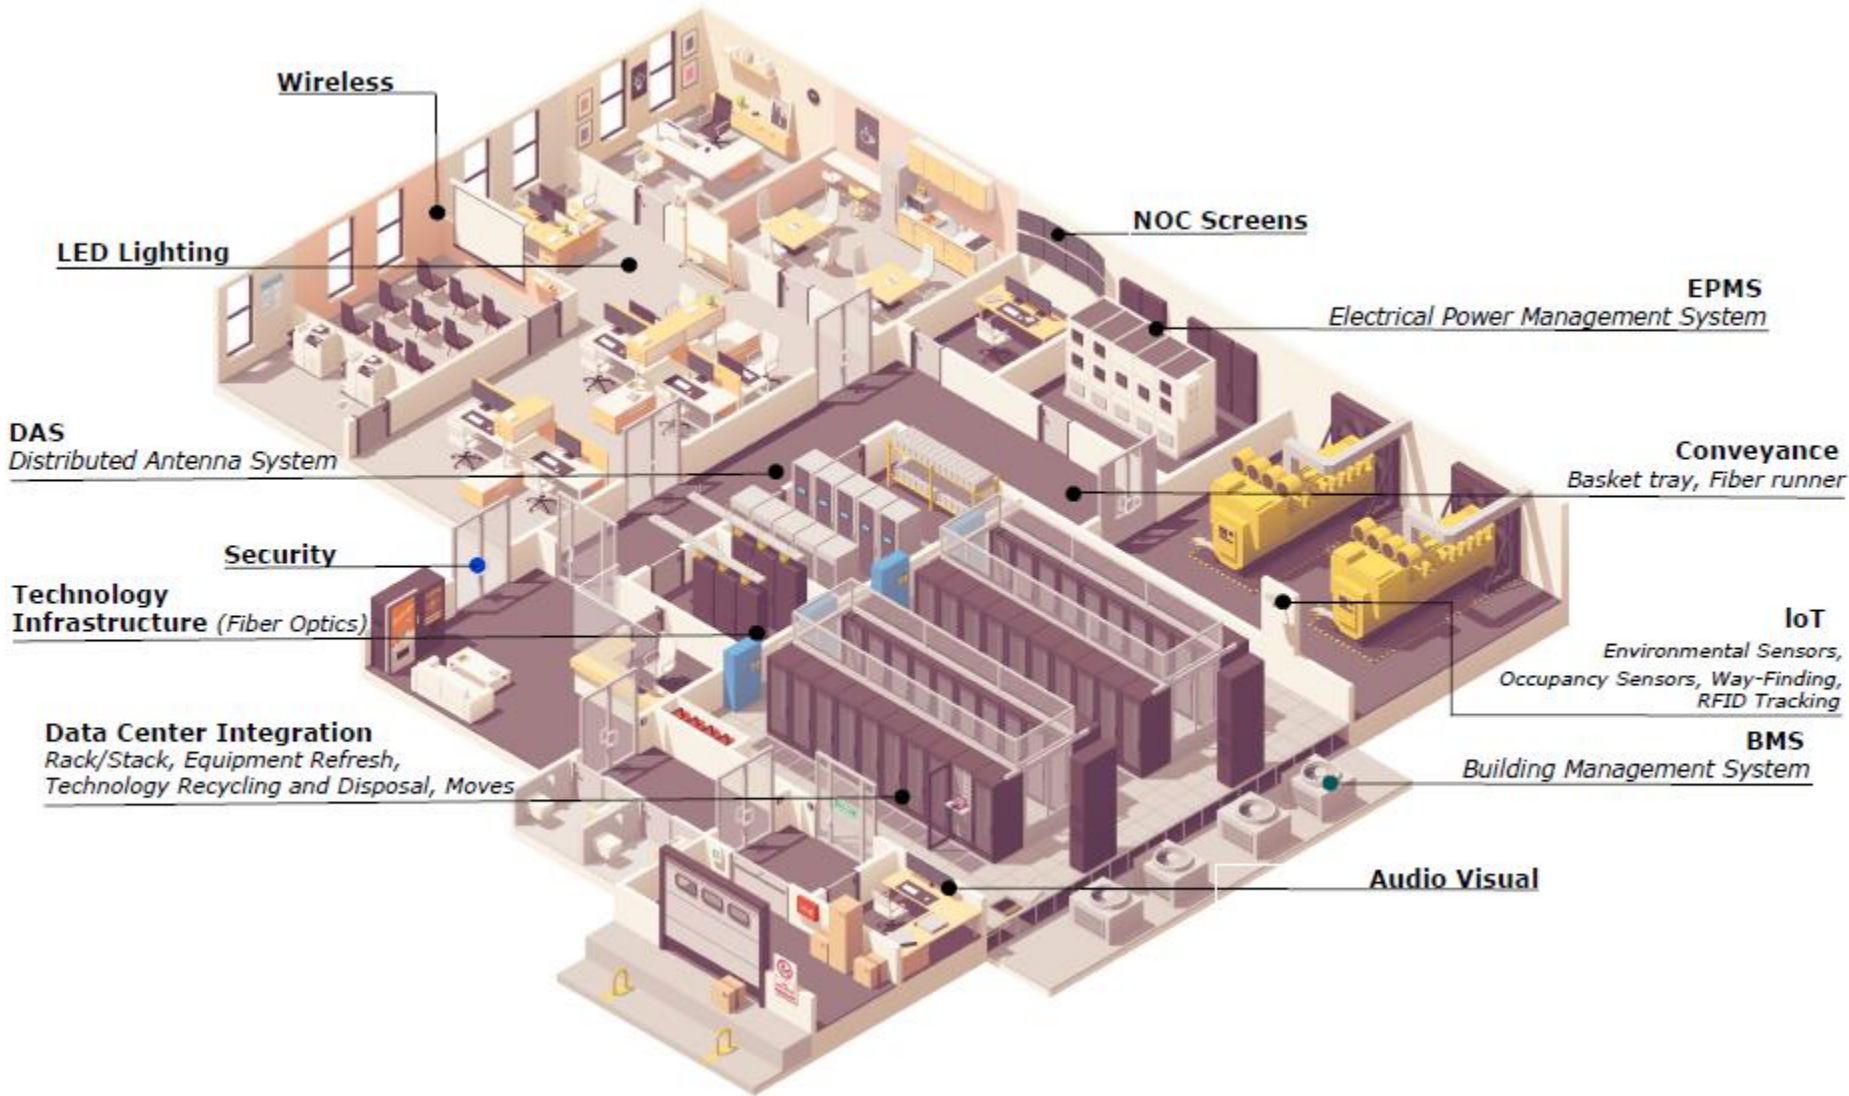 Wireless
LED Lighting
NOC Screens
EPMS
Electrical Power Management System
DAS
Distributed Antenna System
Conveyance
Basket tray, Fiber runner
Security
Technology
Infrastructure (Fiber Optics)
IoT
Environmental Sensors,
Occupancy Sensors, Way-Finding,
RFID Tracking
Data Center Integration
Rack/Stack, Equipment Refresh,
Technology Recycling and Disposal, Moves
BMS
Building Management System
Audio Visual